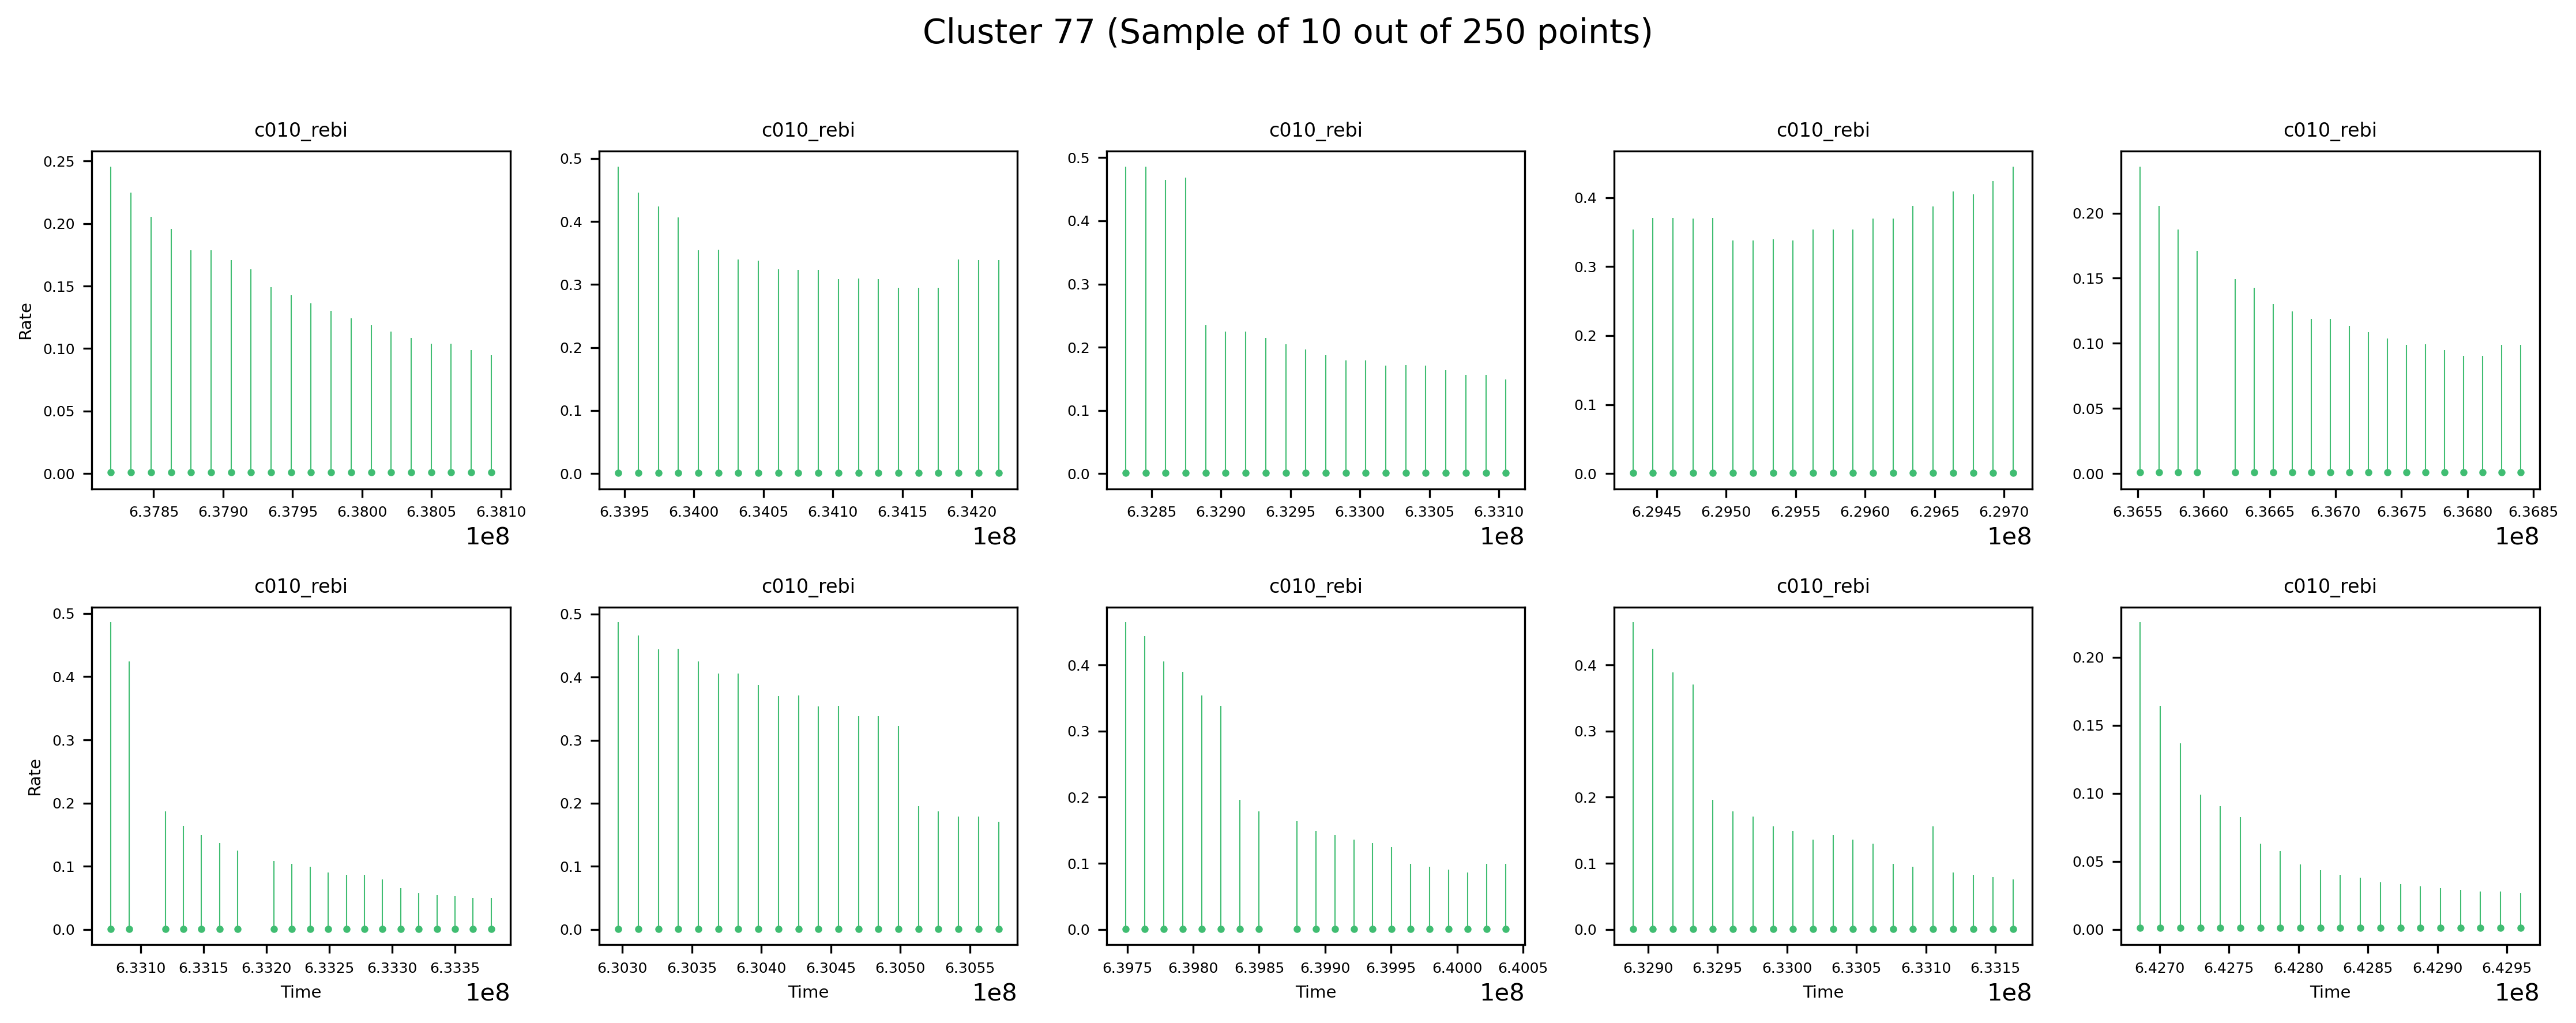 Cluster 77 (Sample of 10 out of 250 points)
c010_rebi c010_rebi c010_rebi c010_rebi c010_rebi
Rate
0.25 0.20 0.15 0.10 0.05 0.00
6.3785 6.3790 6.3795 6.3800 6.3805 6.3810
1e8
0.5 0.4 0.3 0.2 0.1 0.0
6.3395 6.3400 6.3405 6.3410 6.3415 6.3420
1e8
0.5 0.4 0.3 0.2 0.1 0.0
6.3285 6.3290 6.3295 6.3300 6.3305 6.3310
1e8
0.4 0.3 0.2 0.1 0.0
6.2945 6.2950 6.2955 6.2960 6.2965 6.2970
1e8
0.20 0.15 0.10 0.05 0.00
6.3655 6.3660 6.3665 6.3670 6.3675 6.3680 6.3685
1e8
c010_rebi c010_rebi c010_rebi c010_rebi c010_rebi
Rate
0.5 0.4 0.3 0.2 0.1 0.0
6.3310 6.3315 6.3320 6.3325 6.3330 6.3335
Time 1e8
0.5 0.4 0.3 0.2 0.1 0.0
6.3030 6.3035 6.3040 6.3045 6.3050 6.3055
Time 1e8
0.4 0.3 0.2 0.1 0.0
6.3975 6.3980 6.3985 6.3990 6.3995 6.4000 6.4005
Time 1e8
0.4 0.3 0.2 0.1 0.0
6.3290 6.3295 6.3300 6.3305 6.3310 6.3315
Time 1e8
0.20 0.15 0.10 0.05 0.00
6.4270 6.4275 6.4280 6.4285 6.4290 6.4295
Time 1e8